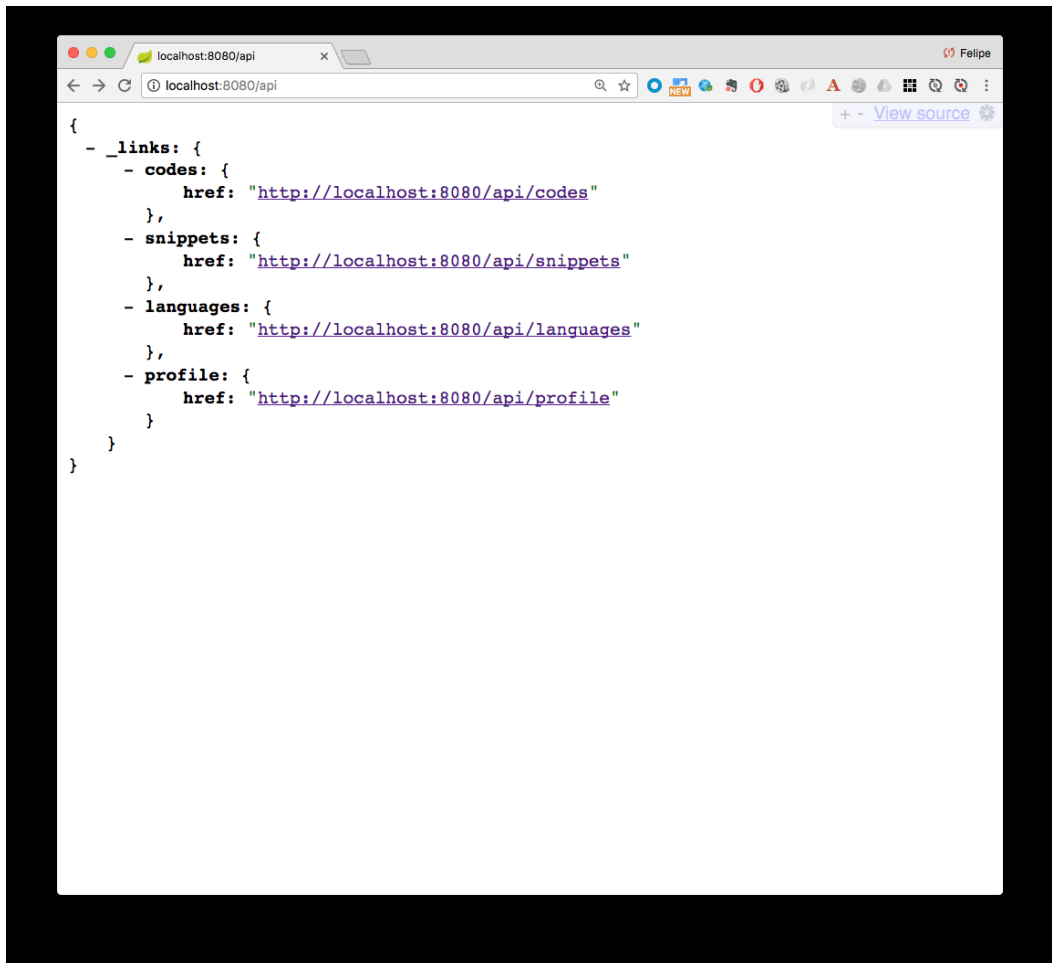 localhost:8080/api
Felipe
localhost:8080/api
NEW
A
+ - View source
{
- _links: {
- codes: {
href: "http://localhost:8080/api/codes"
},
- snippets: {
href: "http://localhost:8080/api/snippets"
},
- languages: {
href: "http://localhost:8080/api/languages"
},
- profile: {
href: "http://localhost:8080/api/profile"
}
}
}